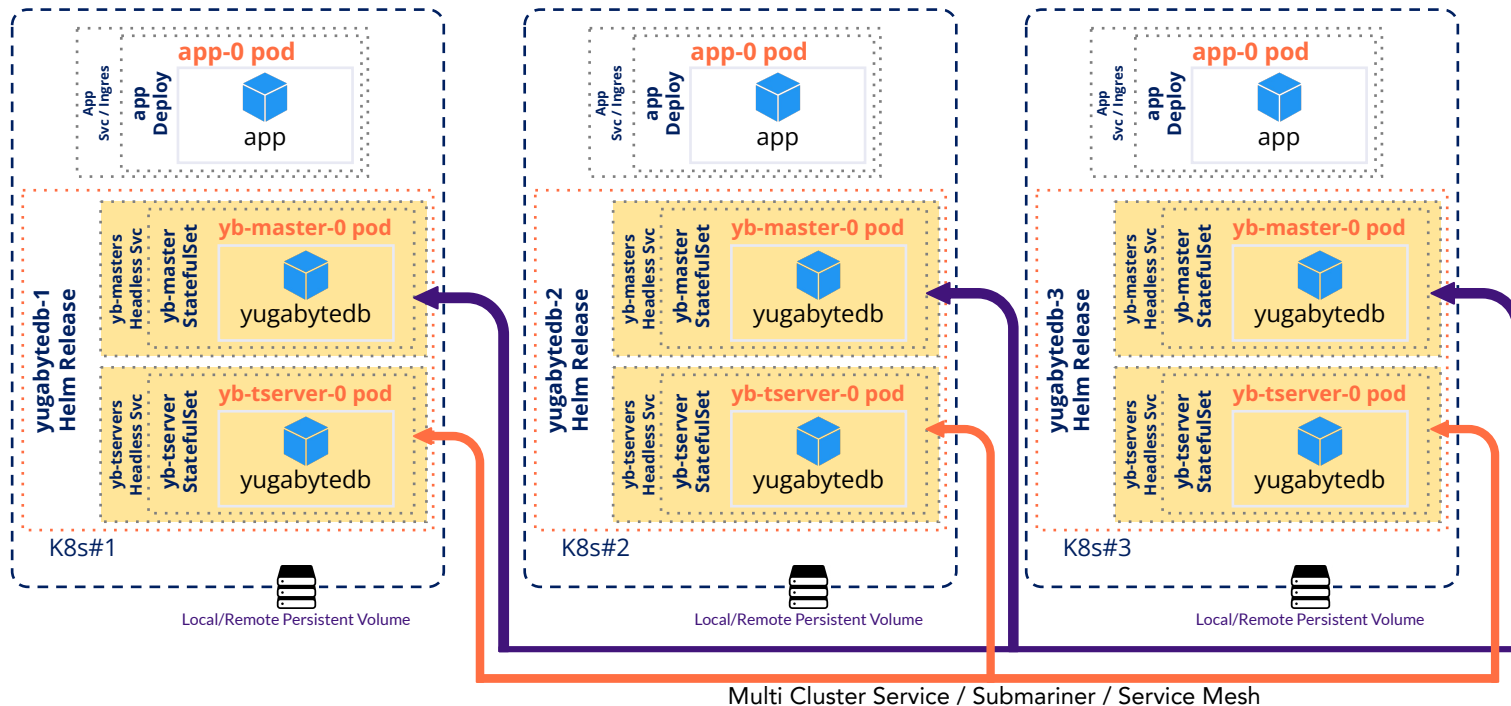 app-0 pod
App
Svc / Ingres
app
Deploy
app
yugabytedb-1
Helm Release
yb-masters
Headless Svc
yb-master
StatefulSet
yb-master-0 pod
yugabytedb
yb-tservers
Headless Svc
yb-tserver
StatefulSet
yb-tserver-0 pod
yugabytedb
K8s#1
Local/Remote Persistent Volume
app-0 pod
App
Svc / Ingres
app
Deploy
app
yugabytedb-2
Helm Release
yb-masters
Headless Svc
yb-master
StatefulSet
yb-master-0 pod
yugabytedb
yb-tservers
Headless Svc
yb-tserver
StatefulSet
yb-tserver-0 pod
yugabytedb
K8s#2
Local/Remote Persistent Volume
app-0 pod
App
Svc / Ingres
app
Deploy
app
yugabytedb-3
Helm Release
yb-masters
Headless Svc
yb-master
StatefulSet
yb-master-0 pod
yugabytedb
yb-tservers
Headless Svc
yb-tserver
StatefulSet
yb-tserver-0 pod
yugabytedb
K8s#3
Local/Remote Persistent Volume
Multi Cluster Service / Submariner / Service Mesh